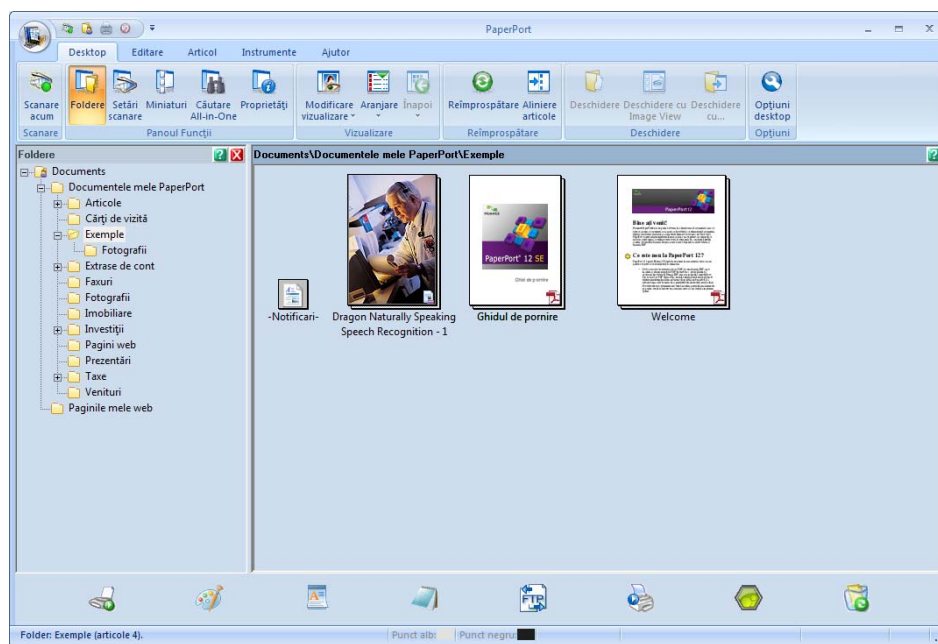 PaperPort
Desktop Editare Articol Instrumente Ajutor
Scanare acum
Foldere
Setări scanare
Miniaturi
Căutare All-in-One
Proprietăți
Modificare vizualizare
Aranjare
Înapoi
Reîmprospătare
Aliniere articole
Deschidere
Deschidere cu Image View
Deschidere cu...
Opțiuni desktop
Scanare Panoul Funcții Vizualizare Reîmprospătare Deschidere Opțiuni
Foldere
Documents\Documentele mele PaperPort\Exemple
Documents
Documentele mele PaperPort
Articole
Cărți de vizită
Exemple
Fotografii
Extrase de cont
Faxuri
Fotografii
Imobiliare
Investiții
Pagini web
Prezentări
Taxe
Venituri
Paginile mele web
PaperPort 12 SE
Ghid de pornire
PaperPort 12
Bine ați venit!
Ce este nou la PaperPort 12?
-Notificari-
Dragon Naturally Speaking
Speech Recognition - 1
Ghidul de pornire
Welcome
FTP
Folder: Exemple (articole 4).
Punct alb:
Punct negru: